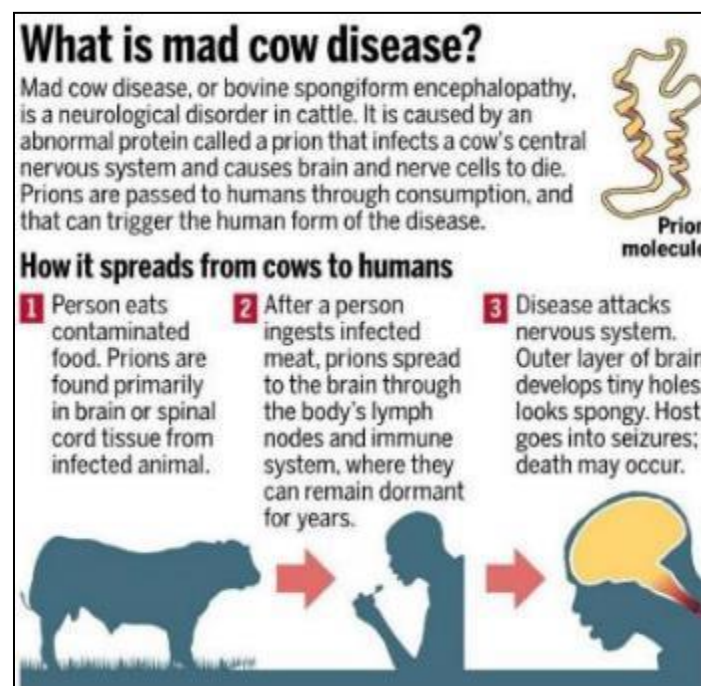 What is mad cow disease?
Mad cow disease, or bovine spongiform encephalopathy,
is a neurological disorder in cattle. It is caused by an
abnormal protein called a prion that infects a cow's central
nervous system and causes brain and nerve cells to die.
Prions are passed to humans through consumption, and
that can trigger the human form of the disease.
Prion
molecule
How it spreads from cows to humans
1 Person eats
contaminated
food. Prions are
found primarily
in brain or spinal
cord tissue from
infected animal.
2 After a person
ingests infected
meat, prions spread
to the brain through
the body's lymph
nodes and immune
system, where they
can remain dormant
for years.
3 Disease attacks
nervous system.
Outer layer of brain
develops tiny holes,
looks spongy. Host
goes into seizures;
death may occur.